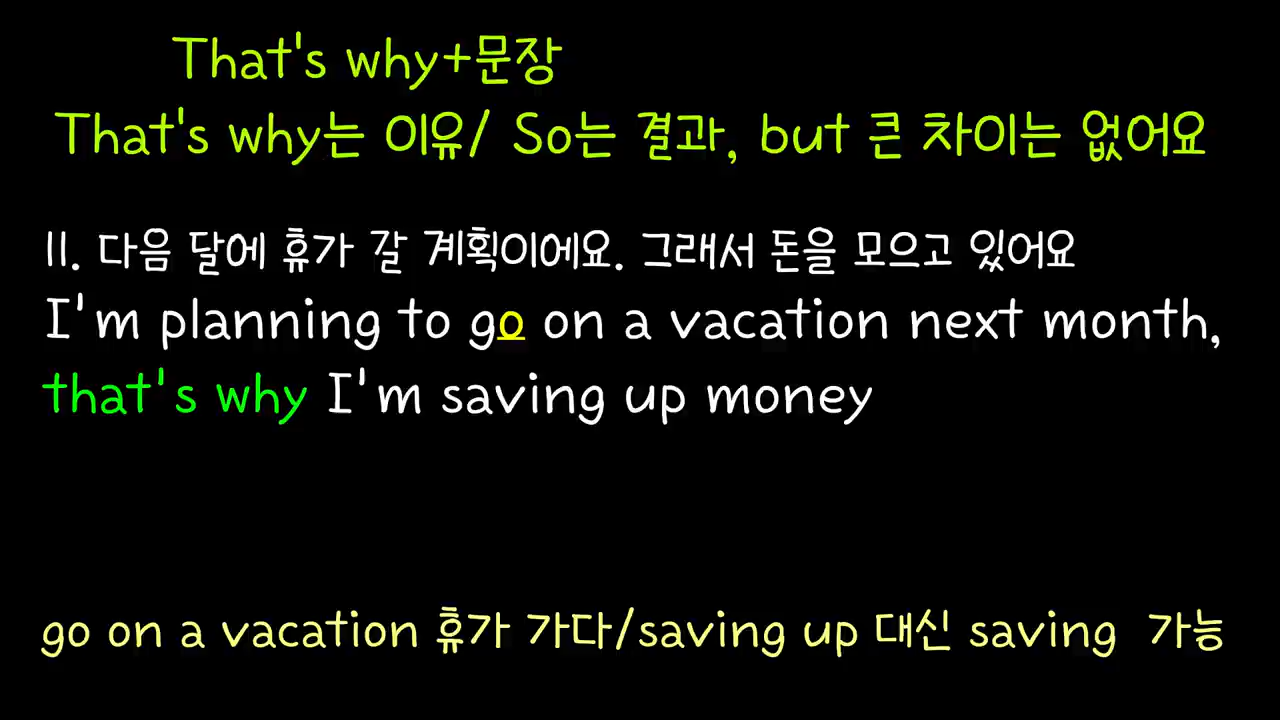 That's why+문장
That's why는 이유/ So는 결과, but 큰 차이는 없어요
11. 다음 달에 휴가 갈 계획이에요. 그래서 돈을 모으고 있어요
I'm planning to go on a vacation next month,
that's why I'm saving up money
go on a vacation 휴가 가다/saving up 대신 saving 가능